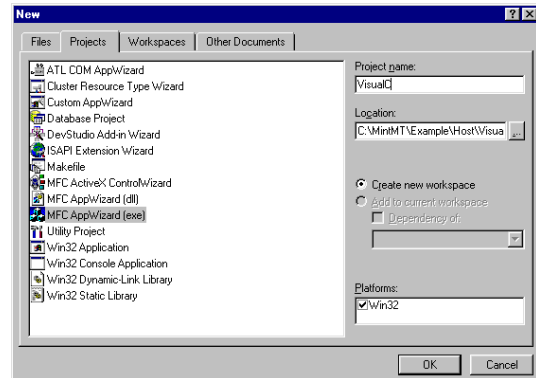 New
Files Projects Workspaces Other Documents
ATL COM AppWizard
Cluster Resource Type Wizard
Custom AppWizard
Database Project
DevStudio Add-in Wizard
ISAPI Extension Wizard
Makefile
MFC ActiveX ControlWizard
MFC AppWizard (dll)
MFC AppWizard (exe)
Utility Project
Win32 Application
Win32 Console Application
Win32 Dynamic-Link Library
Win32 Static Library
Project name:
VisualC
Location:
C:\MintMT\Example\Host\Visua ...
Create new workspace
Add to current workspace
Dependency of:
Platforms:
Win32
OK Cancel